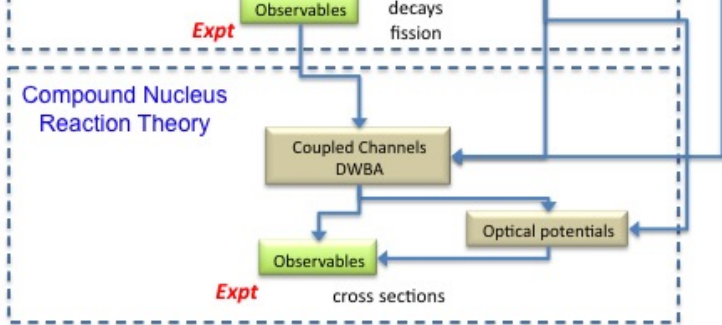 Observables
decays
fission
Expt
Compound Nucleus
Reaction Theory
Coupled Channels
DWBA
Optical potentials
Observables
Expt
cross sections